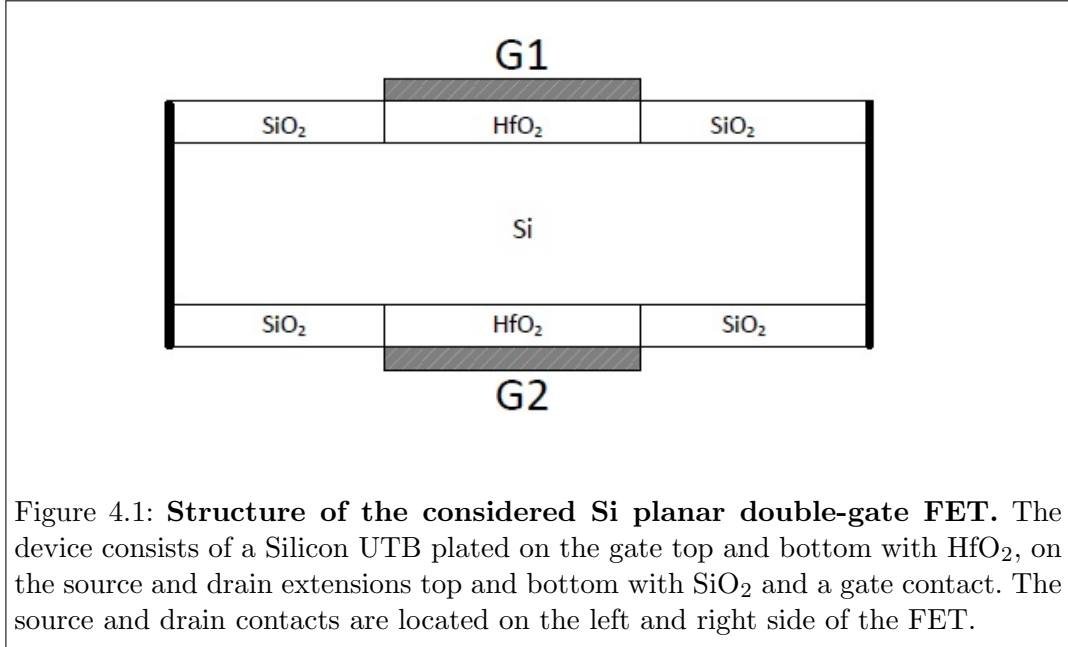 G1
SiO₂ HfO₂ SiO₂
Si
SiO₂ HfO₂ SiO₂
G2
Figure 4.1: Structure of the considered Si planar double-gate FET. The
device consists of a Silicon UTB plated on the gate top and bottom with HfO₂, on
the source and drain extensions top and bottom with SiO₂ and a gate contact. The
source and drain contacts are located on the left and right side of the FET.